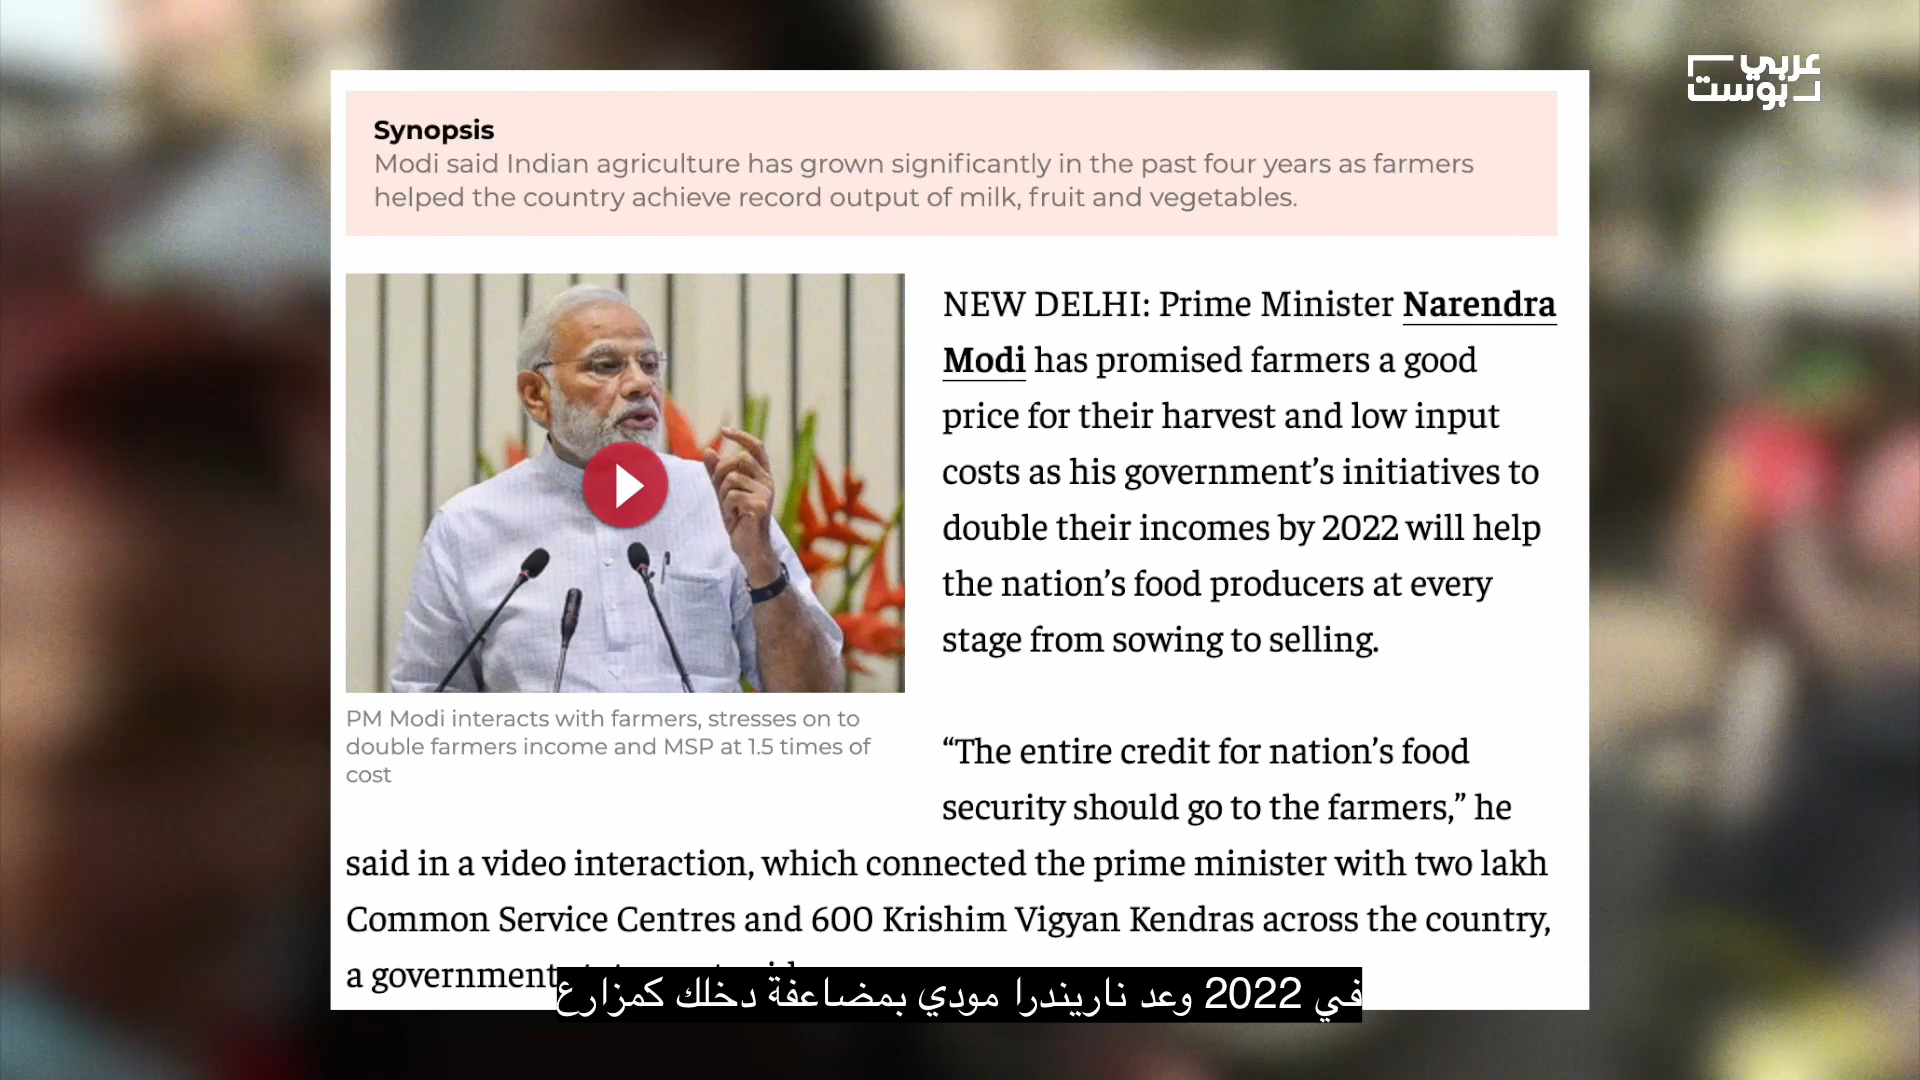 عربي
بوست
Synopsis
Modi said Indian agriculture has grown significantly in the past four years as farmers
helped the country achieve record output of milk, fruit and vegetables.
NEW DELHI: Prime Minister Narendra
Modi has promised farmers a good
price for their harvest and low input
costs as his government’s initiatives to
double their incomes by 2022 will help
the nation’s food producers at every
stage from sowing to selling.
PM Modi interacts with farmers, stresses on to
double farmers income and MSP at 1.5 times of
cost
“The entire credit for nation’s food
security should go to the farmers,” he
said in a video interaction, which connected the prime minister with two lakh
Common Service Centres and 600 Krishim Vigyan Kendras across the country,
a government
في 2022 وعد ناريندرا مودي بمضاعفة دخلك كمزارع